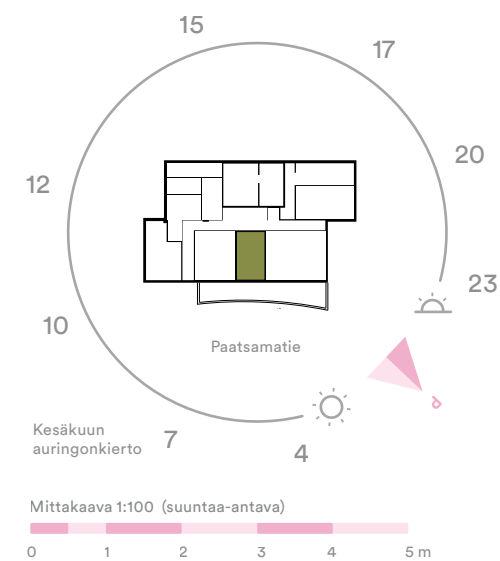 15
17
20
12
23
10
Paatsamatie
P
Kesäkuun
auringonkierto
7
4
Mittakaava 1:100 (suuntaa-antava)
0 1 2 3 4 5 m